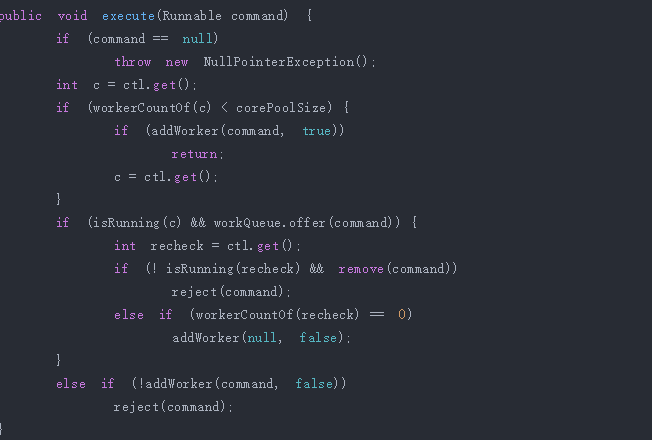 public void execute(Runnable command) {
if (command == null)
throw new NullPointerException();
int c = ctl.get();
if (workerCountOf(c) < corePoolSize) {
if (addWorker(command, true))
return;
c = ctl.get();
}
if (isRunning(c) && workQueue.offer(command)) {
int recheck = ctl.get();
if (! isRunning(recheck) && remove(command))
reject(command);
else if (workerCountOf(recheck) == 0)
addWorker(null, false);
}
else if (!addWorker(command, false))
reject(command);
}